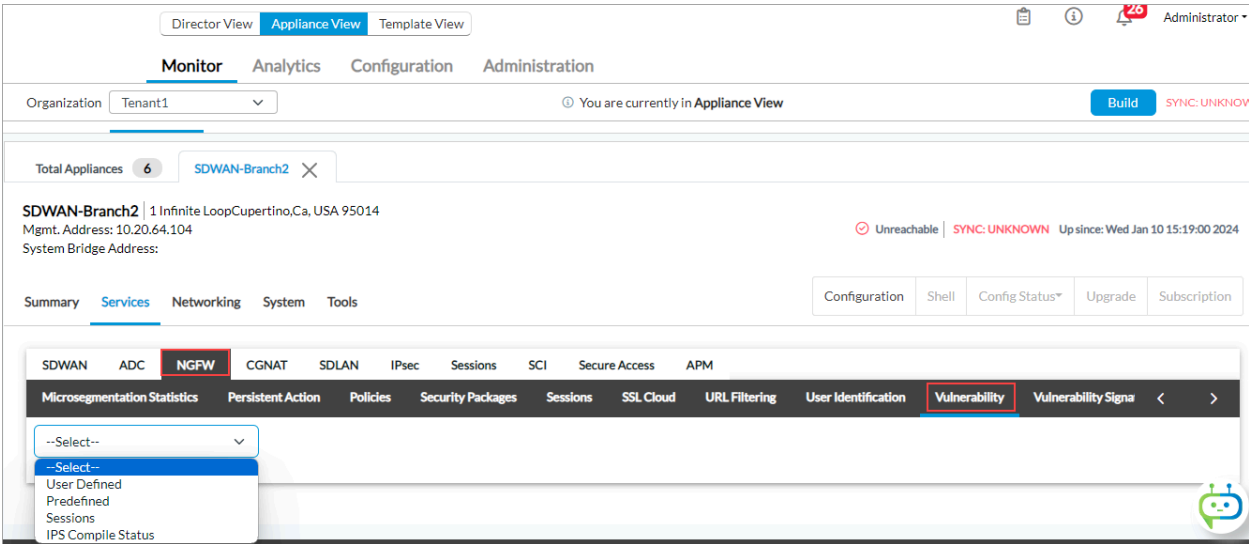 Director View Appliance View Template View 26 Administrator
Monitor Analytics Configuration Administration
Organization Tenant1 You are currently in Appliance View Build SYNC: UNKNOW
Total Appliances 6 SDWAN-Branch2
SDWAN-Branch2 1 Infinite LoopCupertino,Ca, USA 95014
Mgmt. Address: 10.20.64.104
System Bridge Address:
Unreachable SYNC: UNKNOWN Up since: Wed Jan 10 15:19:00 2024
Summary Services Networking System Tools Configuration Shell Config Status Upgrade Subscription
SDWAN ADC NGFW CGNAT SDLAN IPsec Sessions SCI Secure Access APM
Microsegmentation Statistics Persistent Action Policies Security Packages Sessions SSL Cloud URL Filtering User Identification Vulnerability Vulnerability Signa
--Select--
--Select--
User Defined
Predefined
Sessions
IPS Compile Status